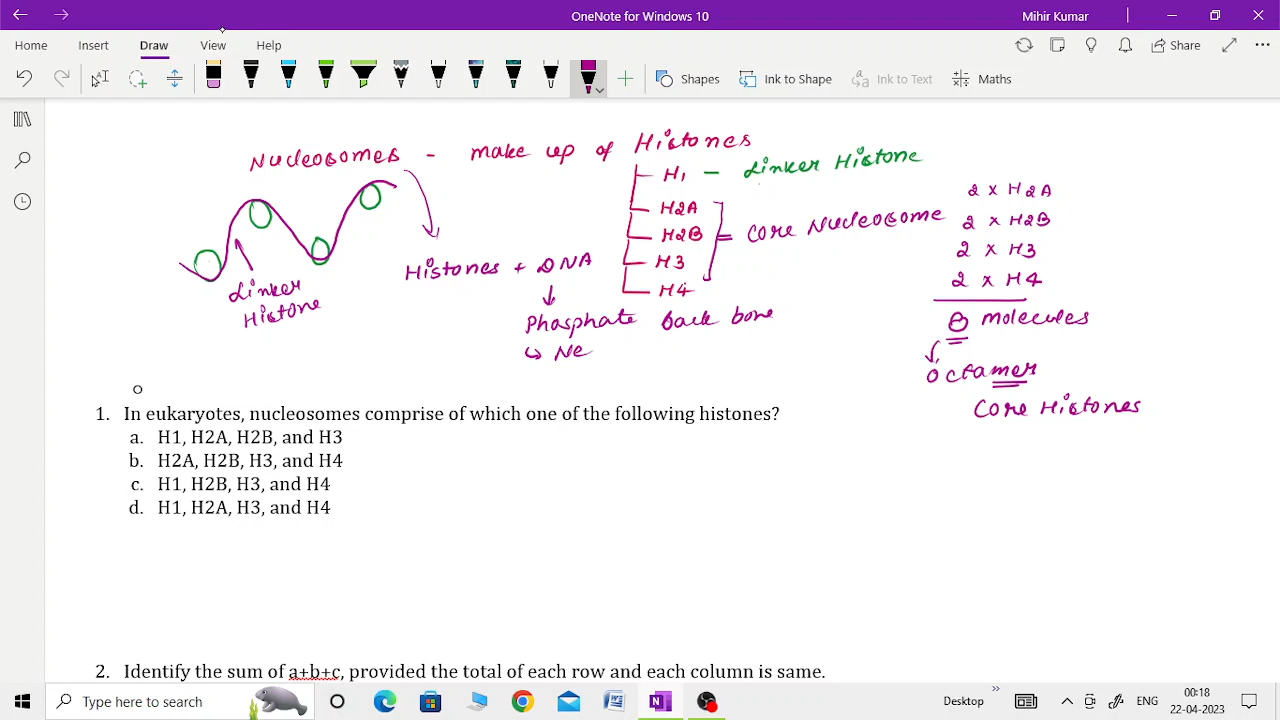 OneNote for Windows 10
Mihir Kumar
Home Insert Draw View Help
Share
Shapes Ink to Shape Ink to Text Maths
Nucleosomes - make up of Histones
H1 - Linker Histone
H2A
H2B
H3
H4
= Core Nucleosome
2 x H2A
2 x H2B
2 x H3
2 x H4
8 molecules
Octamer
Core Histones
Linker
Histone
Histones + DNA
Phasphate back bone
Ne
1. In eukaryotes, nucleosomes comprise of which one of the following histones?
a. H1, H2A, H2B, and H3
b. H2A, H2B, H3, and H4
c. H1, H2B, H3, and H4
d. H1, H2A, H3, and H4
2. Identify the sum of a+b+c, provided the total of each row and each column is same.
Type here to search
Desktop
ENG
00:18
22-04-2023